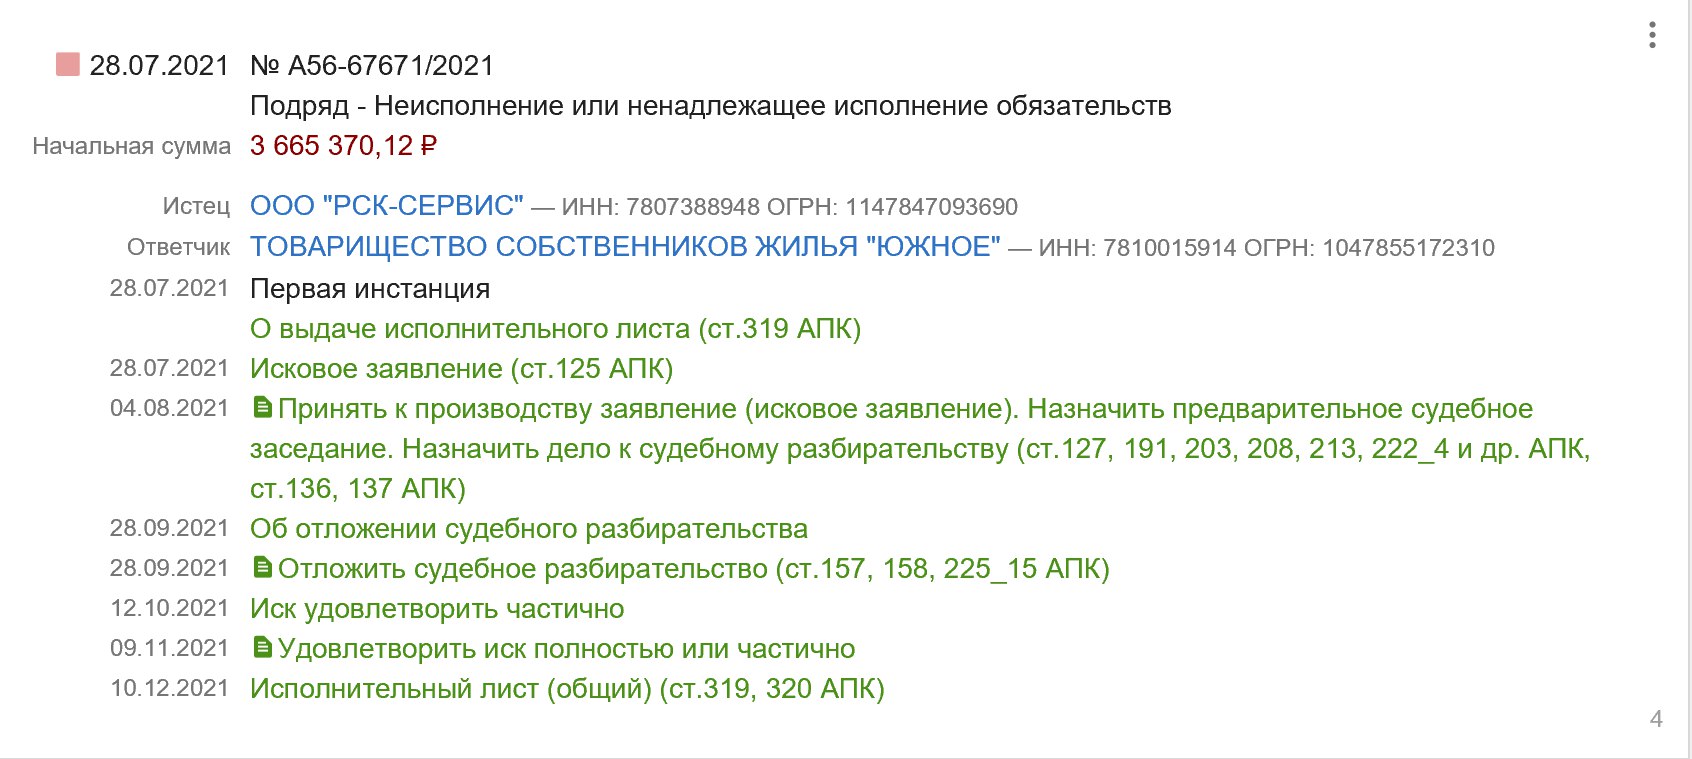 28.07.2021 № А56-67671/2021
Подряд - Неисполнение или ненадлежащее исполнение обязательств
Начальная сумма 3 665 370,12 ₽
Истец ООО "РСК-СЕРВИС" — ИНН: 7807388948 ОГРН: 1147847093690
Ответчик ТОВАРИЩЕСТВО СОБСТВЕННИКОВ ЖИЛЬЯ "ЮЖНОЕ" — ИНН: 7810015914 ОГРН: 1047855172310
28.07.2021 Первая инстанция
О выдаче исполнительного листа (ст.319 АПК)
28.07.2021 Исковое заявление (ст.125 АПК)
04.08.2021 Принять к производству заявление (исковое заявление). Назначить предварительное судебное
заседание. Назначить дело к судебному разбирательству (ст.127, 191, 203, 208, 213, 222_4 и др. АПК,
ст.136, 137 АПК)
28.09.2021 Об отложении судебного разбирательства
28.09.2021 Отложить судебное разбирательство (ст.157, 158, 225_15 АПК)
12.10.2021 Иск удовлетворить частично
09.11.2021 Удовлетворить иск полностью или частично
10.12.2021 Исполнительный лист (общий) (ст.319, 320 АПК)
4